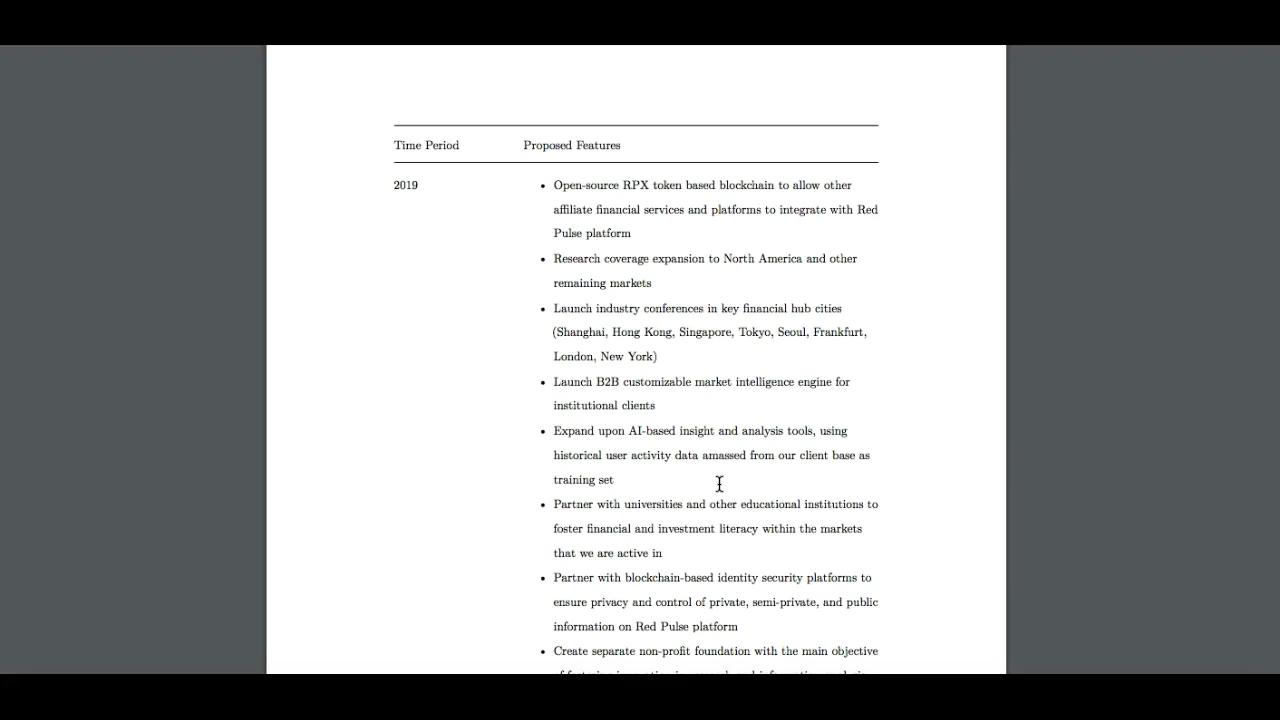 Time Period Proposed Features
2019 • Open-source RPX token based blockchain to allow other
affiliate financial services and platforms to integrate with Red
Pulse platform
• Research coverage expansion to North America and other
remaining markets
• Launch industry conferences in key financial hub cities
(Shanghai, Hong Kong, Singapore, Tokyo, Seoul, Frankfurt,
London, New York)
• Launch B2B customizable market intelligence engine for
institutional clients
• Expand upon AI-based insight and analysis tools, using
historical user activity data amassed from our client base as
training set
• Partner with universities and other educational institutions to
foster financial and investment literacy within the markets
that we are active in
• Partner with blockchain-based identity security platforms to
ensure privacy and control of private, semi-private, and public
information on Red Pulse platform
• Create separate non-profit foundation with the main objective